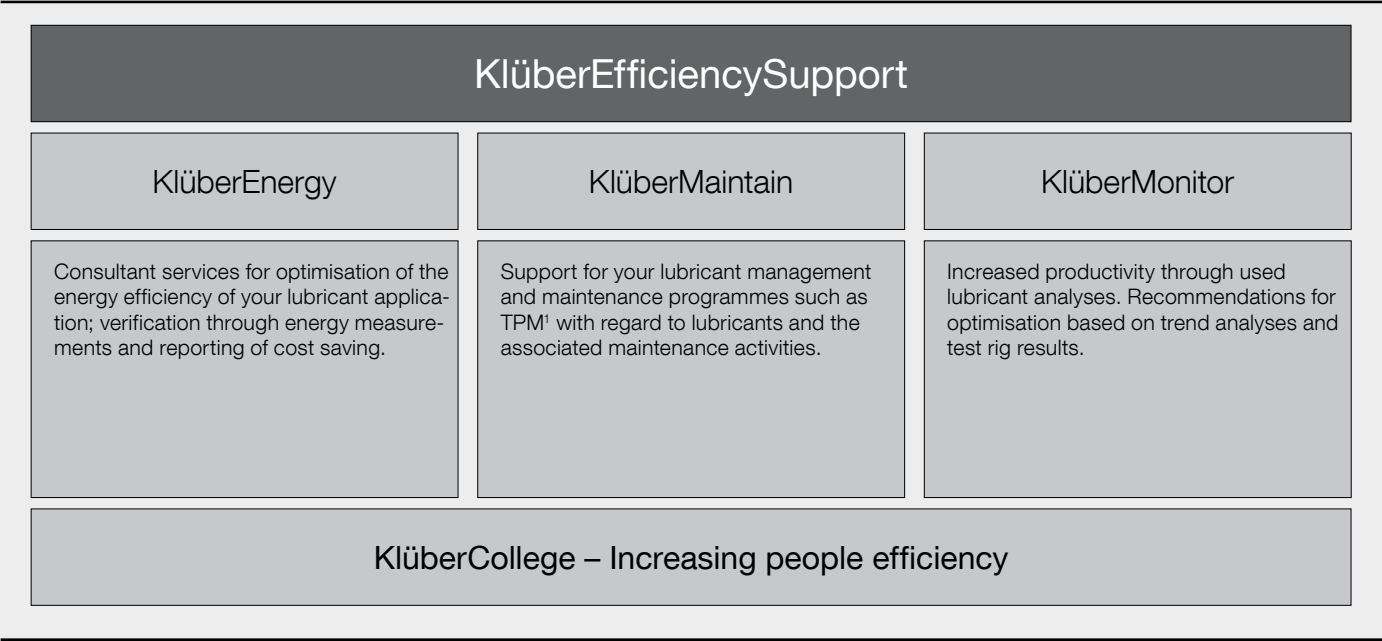 KlüberEfficiencySupport
KlüberEnergy
KlüberMaintain
KlüberMonitor
Consultant services for optimisation of the
energy efficiency of your lubricant applica-
tion; verification through energy measure-
ments and reporting of cost saving.
Support for your lubricant management
and maintenance programmes such as
TPM¹ with regard to lubricants and the
associated maintenance activities.
Increased productivity through used
lubricant analyses. Recommendations for
optimisation based on trend analyses and
test rig results.
KlüberCollege – Increasing people efficiency